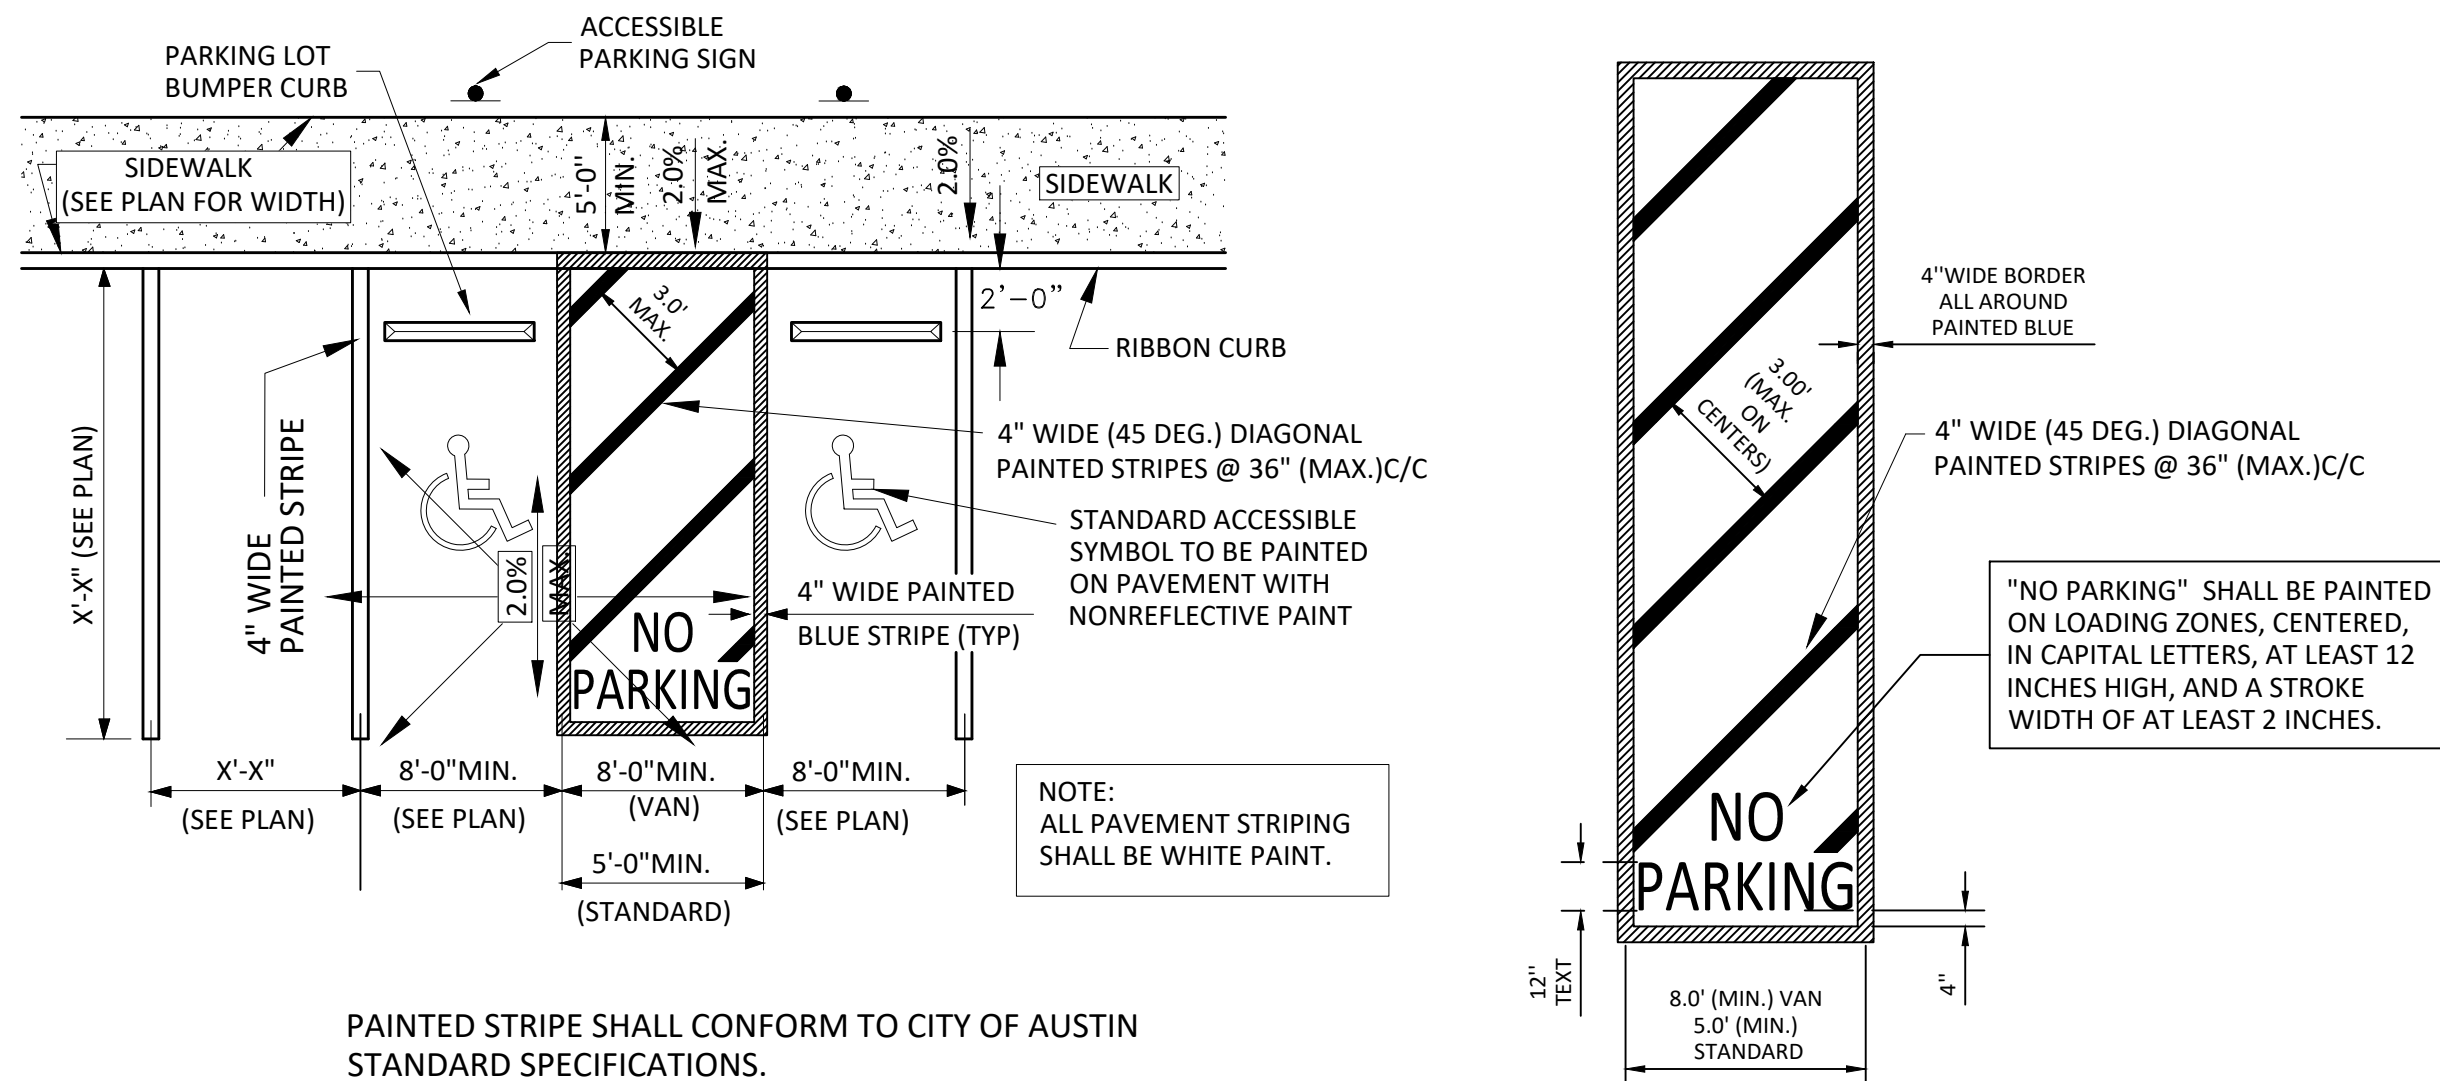 ACCESSIBLE
PARKING SIGN
PARKING LOT
BUMPER CURB
SIDEWALK
(SEE PLAN FOR WIDTH)
5'-0"
MIN.
2.0%
MAX.
2.0%
SIDEWALK
3.0'
MAX.
2'-0"
RIBBON CURB
X'-X" (SEE PLAN)
4" WIDE
PAINTED STRIPE
4" WIDE (45 DEG.) DIAGONAL
PAINTED STRIPES @ 36" (MAX.)C/C
STANDARD ACCESSIBLE
SYMBOL TO BE PAINTED
ON PAVEMENT WITH
NONREFLECTIVE PAINT
2.0%
MAX.
4" WIDE PAINTED
BLUE STRIPE (TYP)
NO
PARKING
X'-X"
(SEE PLAN)
8'-0"MIN.
(SEE PLAN)
8'-0"MIN.
(VAN)
8'-0"MIN.
(SEE PLAN)
5'-0"MIN.
(STANDARD)
NOTE:
ALL PAVEMENT STRIPING
SHALL BE WHITE PAINT.
PAINTED STRIPE SHALL CONFORM TO CITY OF AUSTIN
STANDARD SPECIFICATIONS.
4"WIDE BORDER
ALL AROUND
PAINTED BLUE
3.00'
(MAX.
ON
CENTERS)
4" WIDE (45 DEG.) DIAGONAL
PAINTED STRIPES @ 36" (MAX.)C/C
"NO PARKING" SHALL BE PAINTED
ON LOADING ZONES, CENTERED,
IN CAPITAL LETTERS, AT LEAST 12
INCHES HIGH, AND A STROKE
WIDTH OF AT LEAST 2 INCHES.
NO
PARKING
12"
TEXT
4"
8.0' (MIN.) VAN
5.0' (MIN.)
STANDARD